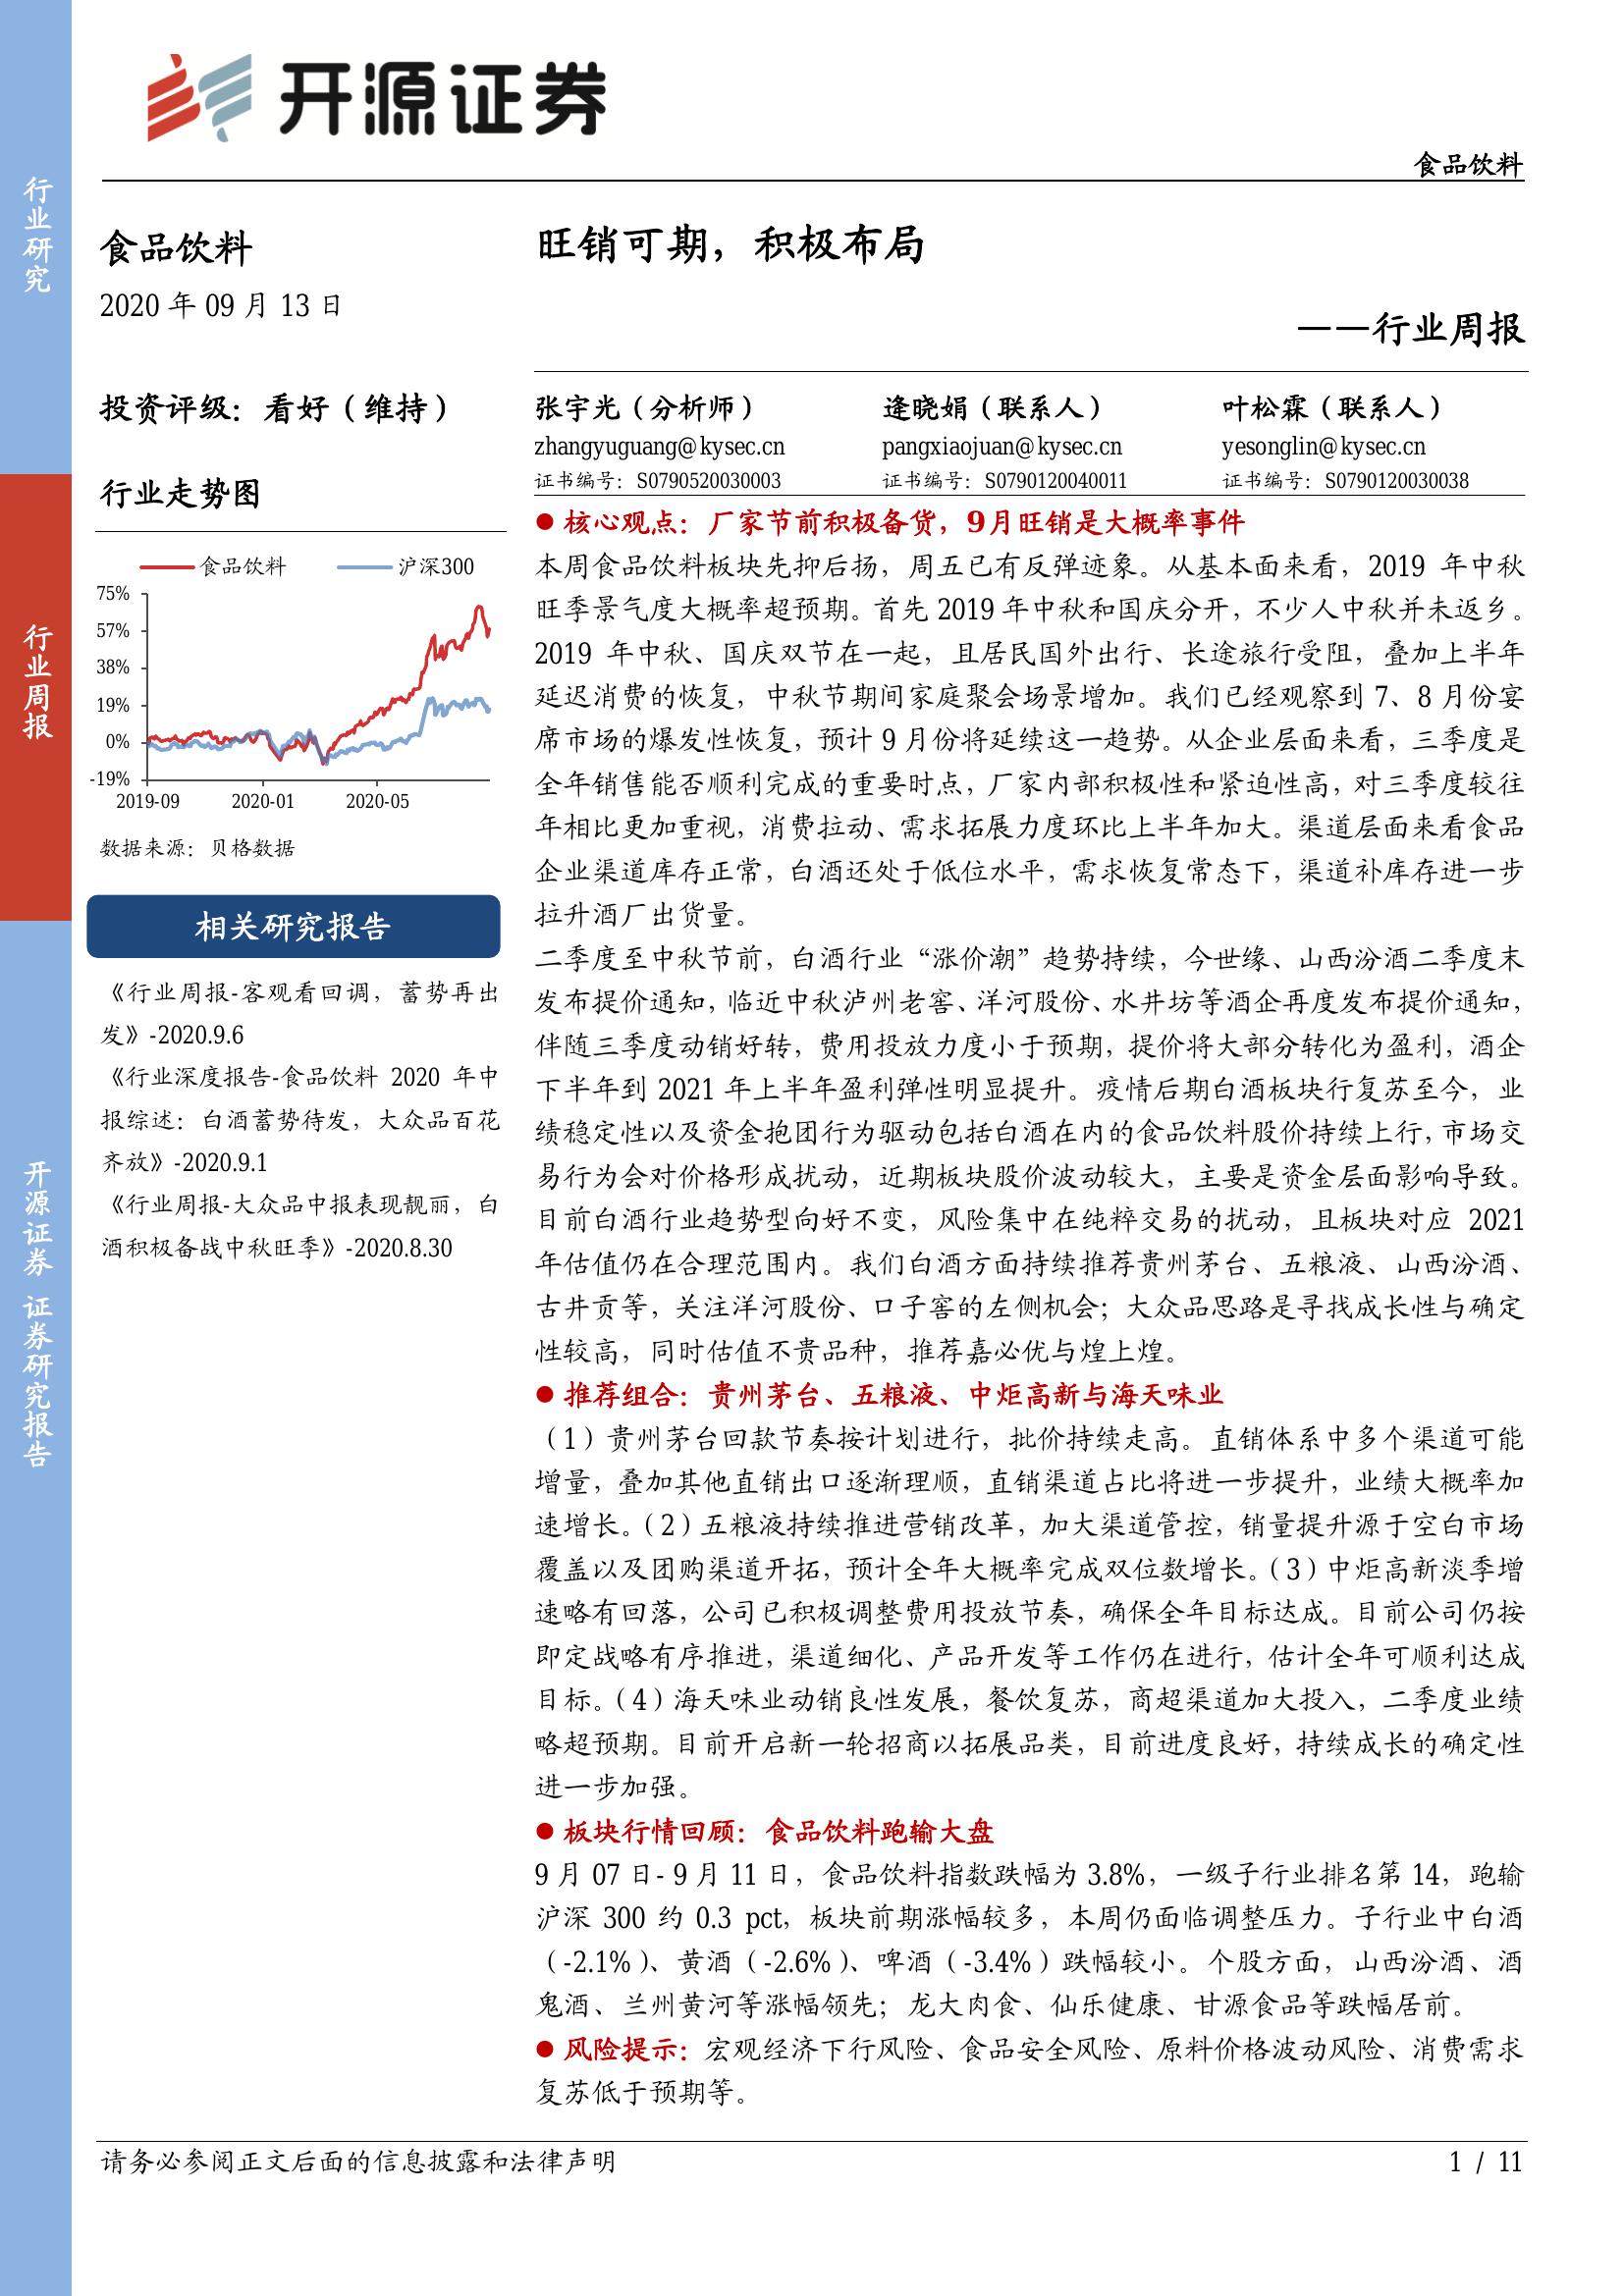 开源证券
食品饮料
行业研究
行业周报
开源证券 证券研究报告
食品饮料
2020 年 09 月 13 日
投资评级：看好（维持）
行业走势图
食品饮料 沪深300
75%
57%
38%
19%
0%
-19%
2019-09 2020-01 2020-05
数据来源：贝格数据
相关研究报告
《行业周报-客观看回调，蓄势再出
发》-2020.9.6
《行业深度报告-食品饮料 2020 年中
报综述：白酒蓄势待发，大众品百花
齐放》-2020.9.1
《行业周报-大众品中报表现靓丽，白
酒积极备战中秋旺季》-2020.8.30
旺销可期，积极布局
——行业周报
张宇光（分析师） 逄晓娟（联系人） 叶松霖（联系人）
zhangyuguang@kysec.cn pangxiaojuan@kysec.cn yesonglin@kysec.cn
证书编号：S0790520030003 证书编号：S0790120040011 证书编号：S0790120030038
● 核心观点：厂家节前积极备货，9月旺销是大概率事件
本周食品饮料板块先抑后扬，周五已有反弹迹象。从基本面来看，2019 年中秋
旺季景气度大概率超预期。首先 2019 年中秋和国庆分开，不少人中秋并未返乡。
2019 年中秋、国庆双节在一起，且居民国外出行、长途旅行受阻，叠加上半年
延迟消费的恢复，中秋节期间家庭聚会场景增加。我们已经观察到 7、8 月份宴
席市场的爆发性恢复，预计 9 月份将延续这一趋势。从企业层面来看，三季度是
全年销售能否顺利完成的重要时点，厂家内部积极性和紧迫性高，对三季度较往
年相比更加重视，消费拉动、需求拓展力度环比上半年加大。渠道层面来看食品
企业渠道库存正常，白酒还处于低位水平，需求恢复常态下，渠道补库存进一步
拉升酒厂出货量。
二季度至中秋节前，白酒行业“涨价潮”趋势持续，今世缘、山西汾酒二季度末
发布提价通知，临近中秋泸州老窖、洋河股份、水井坊等酒企再度发布提价通知，
伴随三季度动销好转，费用投放力度小于预期，提价将大部分转化为盈利，酒企
下半年到 2021 年上半年盈利弹性明显提升。疫情后期白酒板块行复苏至今，业
绩稳定性以及资金抱团行为驱动包括白酒在内的食品饮料股价持续上行，市场交
易行为会对价格形成扰动，近期板块股价波动较大，主要是资金层面影响导致。
目前白酒行业趋势型向好不变，风险集中在纯粹交易的扰动，且板块对应 2021
年估值仍在合理范围内。我们白酒方面持续推荐贵州茅台、五粮液、山西汾酒、
古井贡等，关注洋河股份、口子窖的左侧机会；大众品思路是寻找成长性与确定
性较高，同时估值不贵品种，推荐嘉必优与煌上煌。
● 推荐组合：贵州茅台、五粮液、中炬高新与海天味业
（1）贵州茅台回款节奏按计划进行，批价持续走高。直销体系中多个渠道可能
增量，叠加其他直销出口逐渐理顺，直销渠道占比将进一步提升，业绩大概率加
速增长。（2）五粮液持续推进营销改革，加大渠道管控，销量提升源于空白市场
覆盖以及团购渠道开拓，预计全年大概率完成双位数增长。（3）中炬高新淡季增
速略有回落，公司已积极调整费用投放节奏，确保全年目标达成。目前公司仍按
即定战略有序推进，渠道细化、产品开发等工作仍在进行，估计全年可顺利达成
目标。（4）海天味业动销良性发展，餐饮复苏，商超渠道加大投入，二季度业绩
略超预期。目前开启新一轮招商以拓展品类，目前进度良好，持续成长的确定性
进一步加强。
● 板块行情回顾：食品饮料跑输大盘
9 月 07 日- 9 月 11 日，食品饮料指数跌幅为 3.8%，一级子行业排名第 14，跑输
沪深 300 约 0.3 pct，板块前期涨幅较多，本周仍面临调整压力。子行业中白酒
（-2.1%）、黄酒（-2.6%）、啤酒（-3.4%）跌幅较小。个股方面，山西汾酒、酒
鬼酒、兰州黄河等涨幅领先；龙大肉食、仙乐健康、甘源食品等跌幅居前。
● 风险提示：宏观经济下行风险、食品安全风险、原料价格波动风险、消费需求
复苏低于预期等。
请务必参阅正文后面的信息披露和法律声明 1 / 11